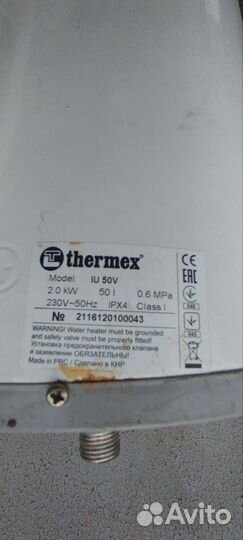 thermex®
Model: IU 50V
2.0 kW 50 l 0.6 MPa
230V~50Hz IPX4 Class I
№ 2116120100043
WARNING! Water heater must be grounded
and safety valve must be properly fitted!
Установка предохранительного клапана
и заземление ОБЯЗАТЕЛЬНЫ!
Made in PRC / Сделано в КНР
CE
EAC
Avito